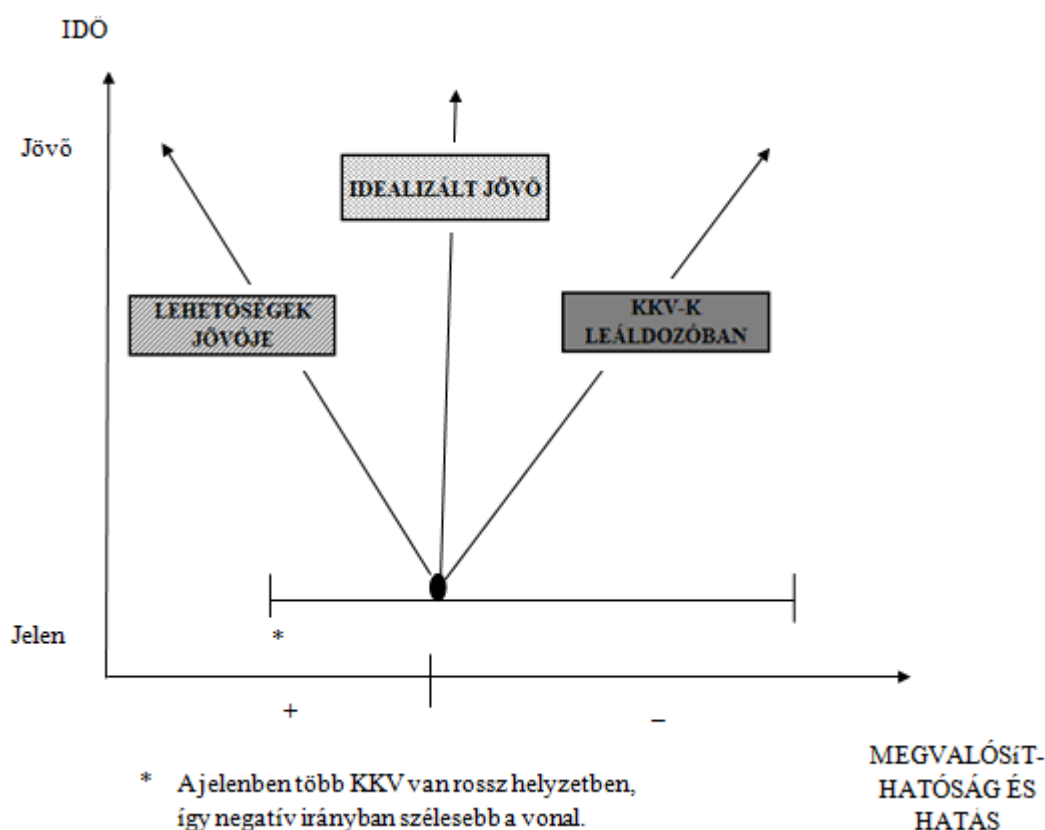 IDŐ
Jövő
IDEALIZÁLT JÖVŐ
LEHETŐSÉGEK
JÖVŐJE
KKV-K
LEÁLDOZÓBAN
Jelen
*
+
–
MEGVALÓSíT-
HATÓSÁG ÉS
HATÁS
* A jelenben több KKV van rossz helyzetben,
így negatív irányban szélesebb a vonal.